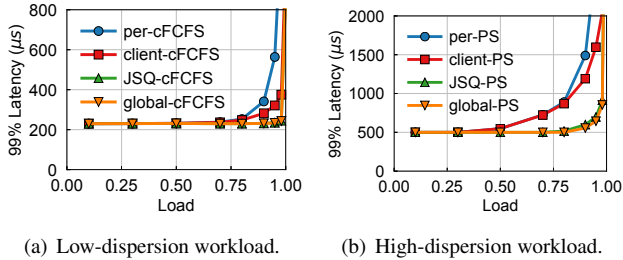 99% Latency (μs)
800
600
400
200
0
0.00 0.25 0.50 0.75 1.00
Load
per-cFCFS
client-cFCFS
JSQ-cFCFS
global-cFCFS
99% Latency (μs)
2000
1500
1000
500
0
0.00 0.25 0.50 0.75 1.00
Load
per-PS
client-PS
JSQ-PS
global-PS
(a) Low-dispersion workload.
(b) High-dispersion workload.